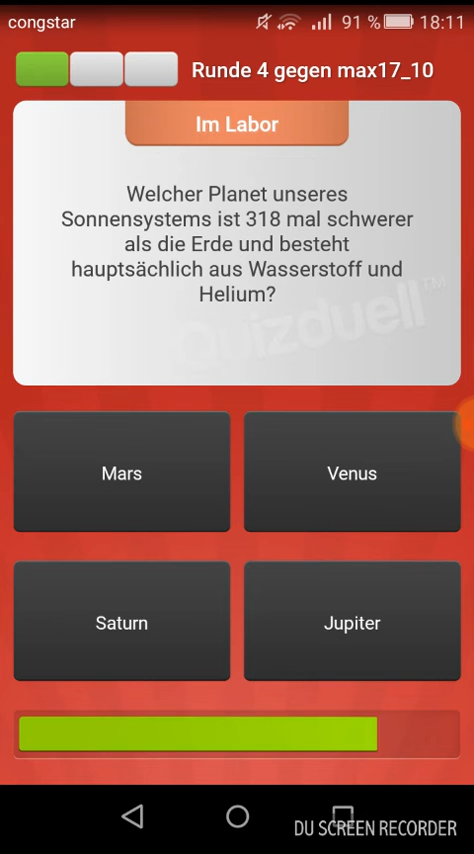 congstar 91 % 18:11
Runde 4 gegen max17_10
Im Labor
Welcher Planet unseres
Sonnensystems ist 318 mal schwerer
als die Erde und besteht
hauptsächlich aus Wasserstoff und
Helium?
Quizduell™
Mars
Venus
Saturn
Jupiter
DU SCREEN RECORDER